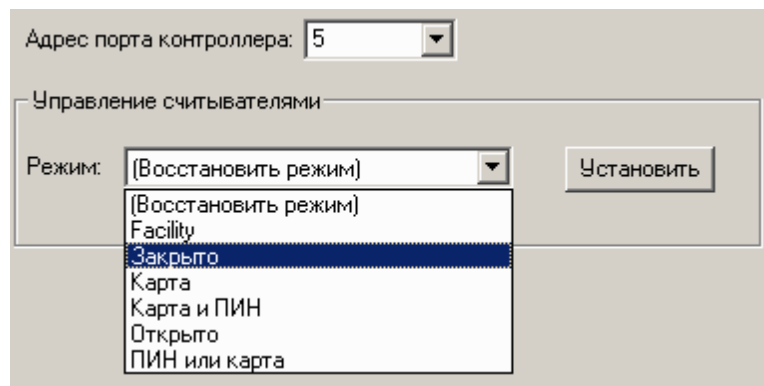 Адрес порта контроллера: 5
Управление считывателями
Режим: (Восстановить режим) Установить
(Восстановить режим)
Facility
Закрыто
Карта
Карта и ПИН
Открыто
ПИН или карта